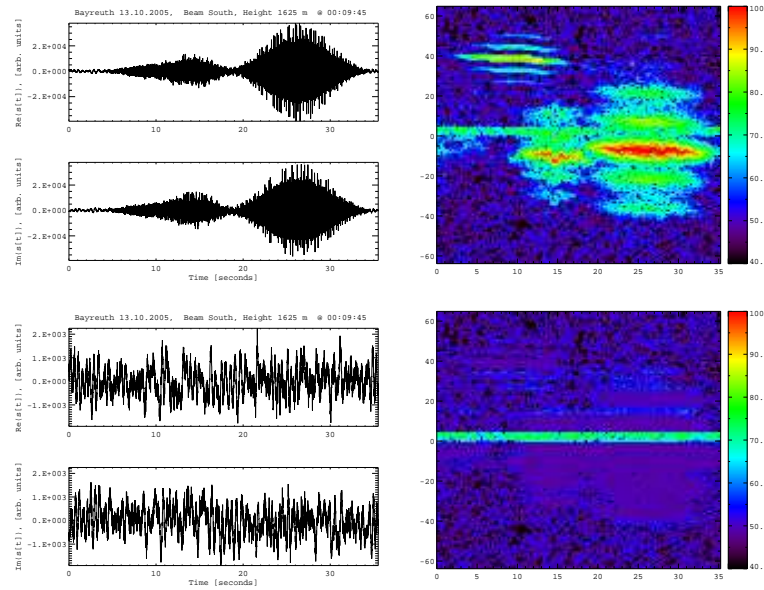 Bayreuth 13.10.2005, Beam South, Height 1625 m @ 00:09:45
Re(s[t]), [arb. units]
2.E+004
0.E+000
-2.E+004
0 10 20 30
Im(s[t]), [arb. units]
2.E+004
0.E+000
-2.E+004
0 10 20 30
Time [seconds]
60
40
20
0
-20
-40
-60
0 5 10 15 20 25 30 35
100
90.
80.
70.
60.
50.
40.
Bayreuth 13.10.2005, Beam South, Height 1625 m @ 00:09:45
Re(s[t]), [arb. units]
2.E+003
1.E+003
0.E+000
-1.E+003
0 10 20 30
Im(s[t]), [arb. units]
2.E+003
1.E+003
0.E+000
-1.E+003
0 10 20 30
Time [seconds]
60
40
20
0
-20
-40
-60
0 5 10 15 20 25 30 35
100
90.
80.
70.
60.
50.
40.